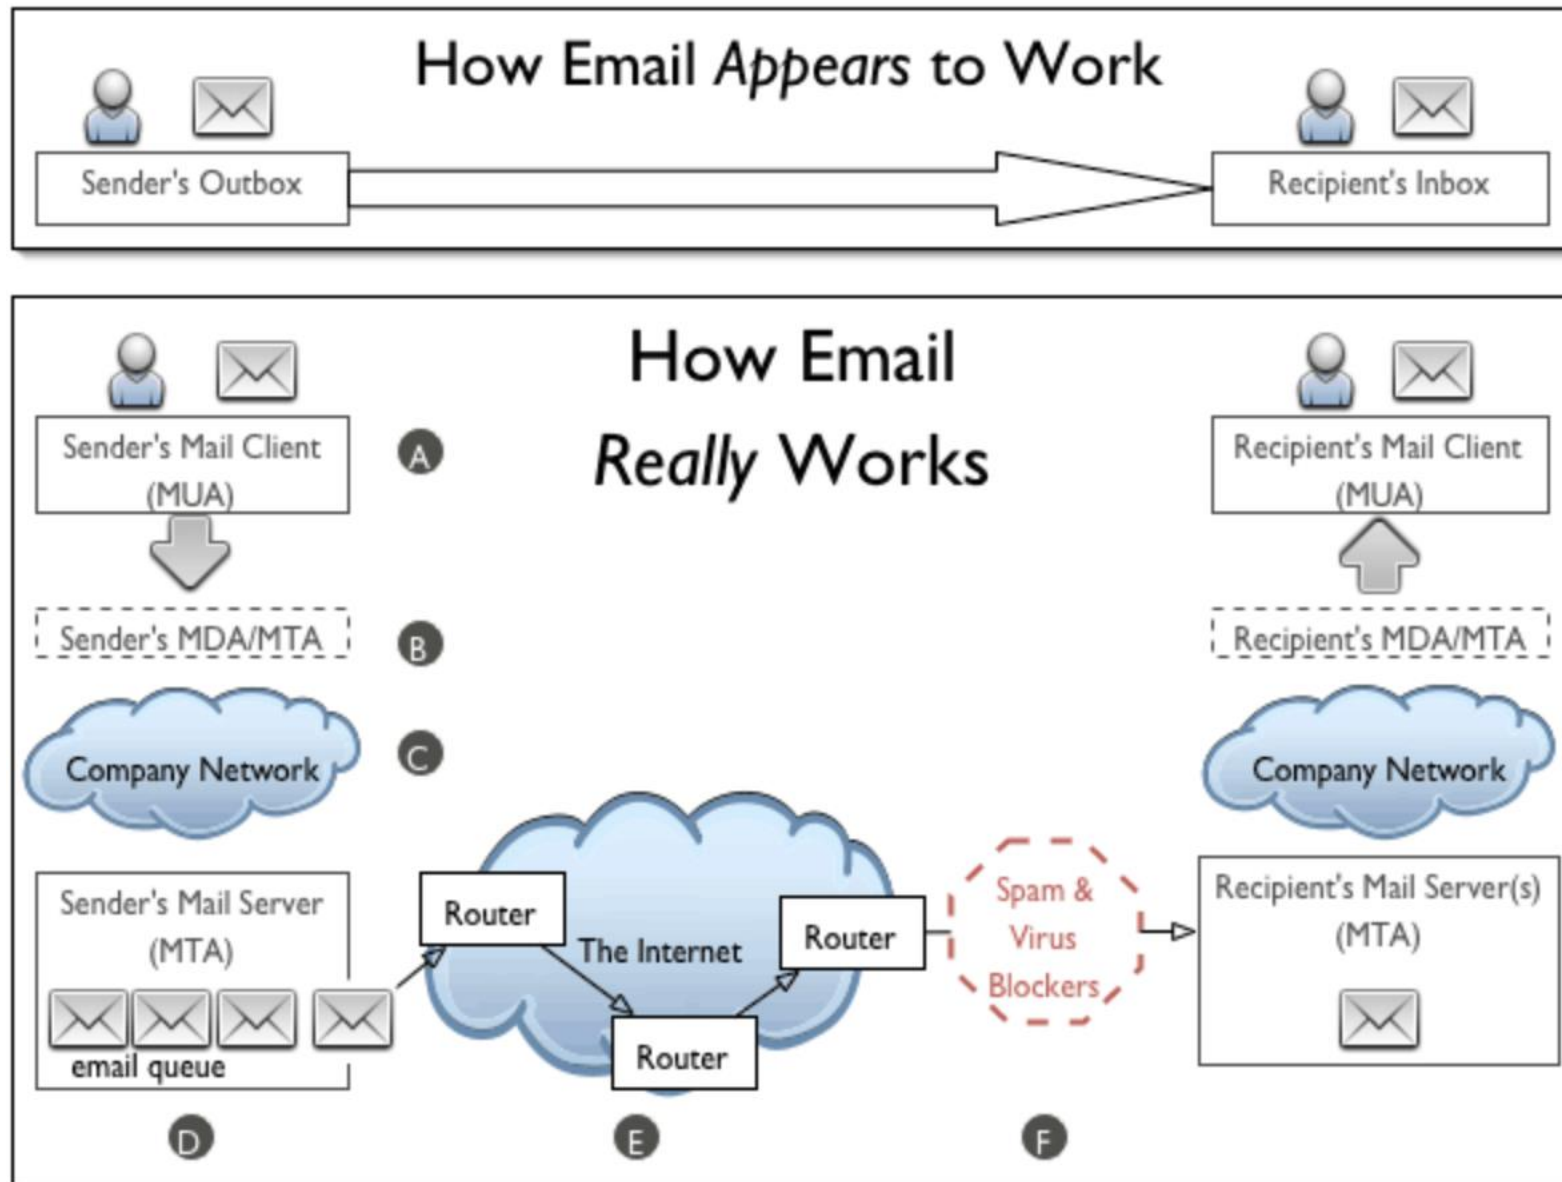 How Email Appears to Work
Sender's Outbox
Recipient's Inbox
How Email
Really Works
Sender's Mail Client
(MUA)
A
Recipient's Mail Client
(MUA)
Sender's MDA/MTA
B
Recipient's MDA/MTA
Company Network
C
Company Network
Sender's Mail Server
(MTA)
email queue
Router
The Internet
Router
Router
Spam &
Virus
Blockers
Recipient's Mail Server(s)
(MTA)
D
E
F